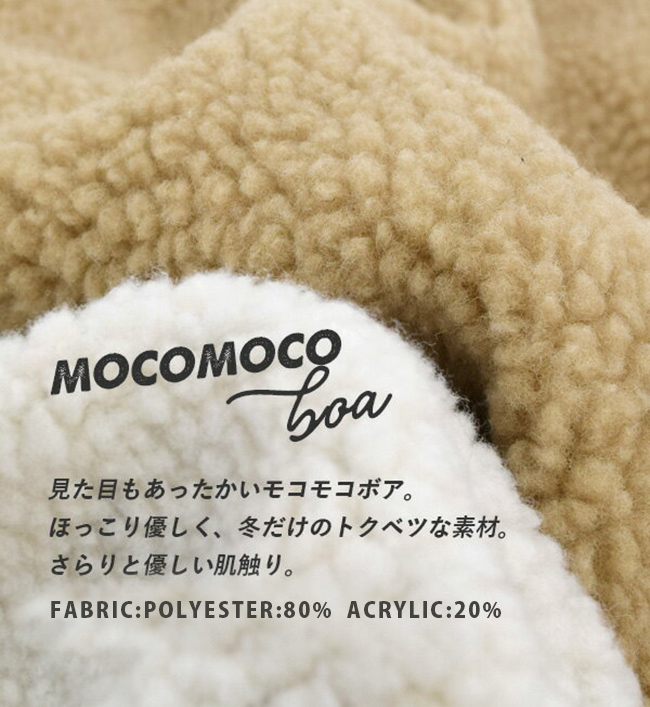 MOCOMOCO
boa
見た目もあったかいモコモコボア。
ほっこり優しく、冬だけのトクベツな素材。
さらりと優しい肌触り。
FABRIC:POLYESTER:80% ACRYLIC:20%